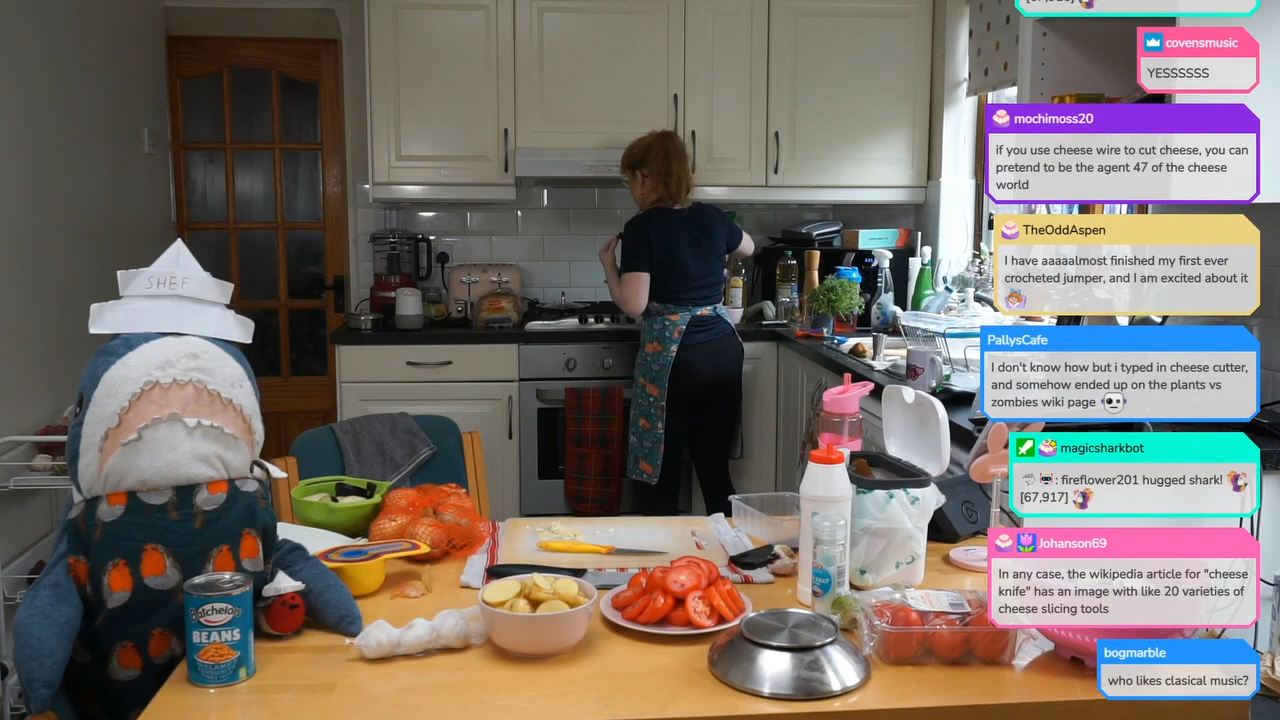 covensmusic
YESSSSSS
mochimoss20
if you use cheese wire to cut cheese, you can
pretend to be the agent 47 of the cheese
world
TheOddAspen
I have aaaaalmost finished my first ever
crocheted jumper, and I am excited about it
PallysCafe
I don't know how but i typed in cheese cutter,
and somehow ended up on the plants vs
zombies wiki page
magicsharkbot
: fireflower201 hugged shark!
[67,917]
Johanson69
In any case, the wikipedia article for "cheese
knife" has an image with like 20 varieties of
cheese slicing tools
bogmarble
who likes clasical music?
SHEF
Batchelors
BEANS
SALT